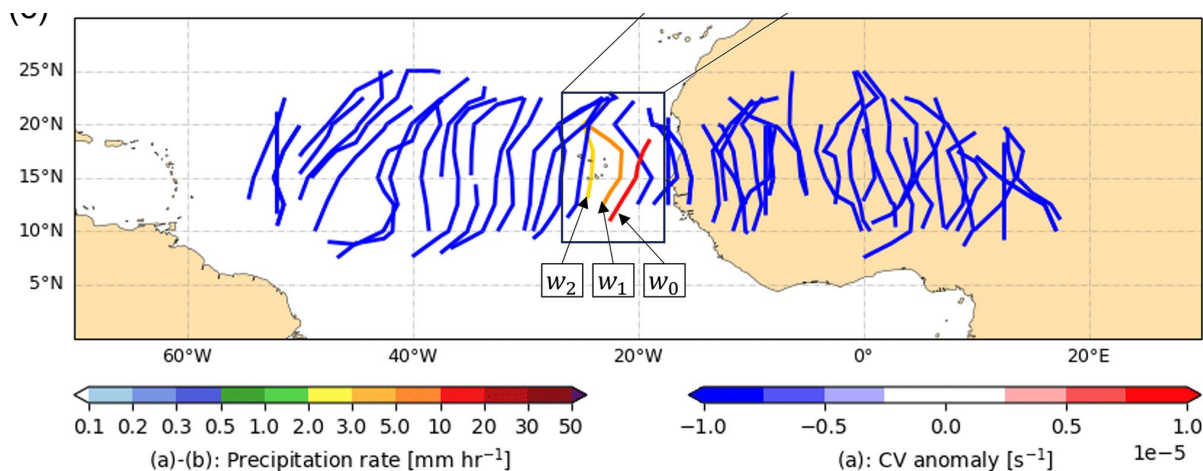 25°N
20°N
15°N
10°N
5°N
w₂ w₁ w₀
60°W 40°W 20°W 0° 20°E
0.1 0.2 0.3 0.5 1.0 2.0 3.0 5.0 10 20 30 50
−1.0 −0.5 0.0 0.5 1.0
1e−5
(a)-(b): Precipitation rate [mm hr⁻¹]
(a): CV anomaly [s⁻¹]